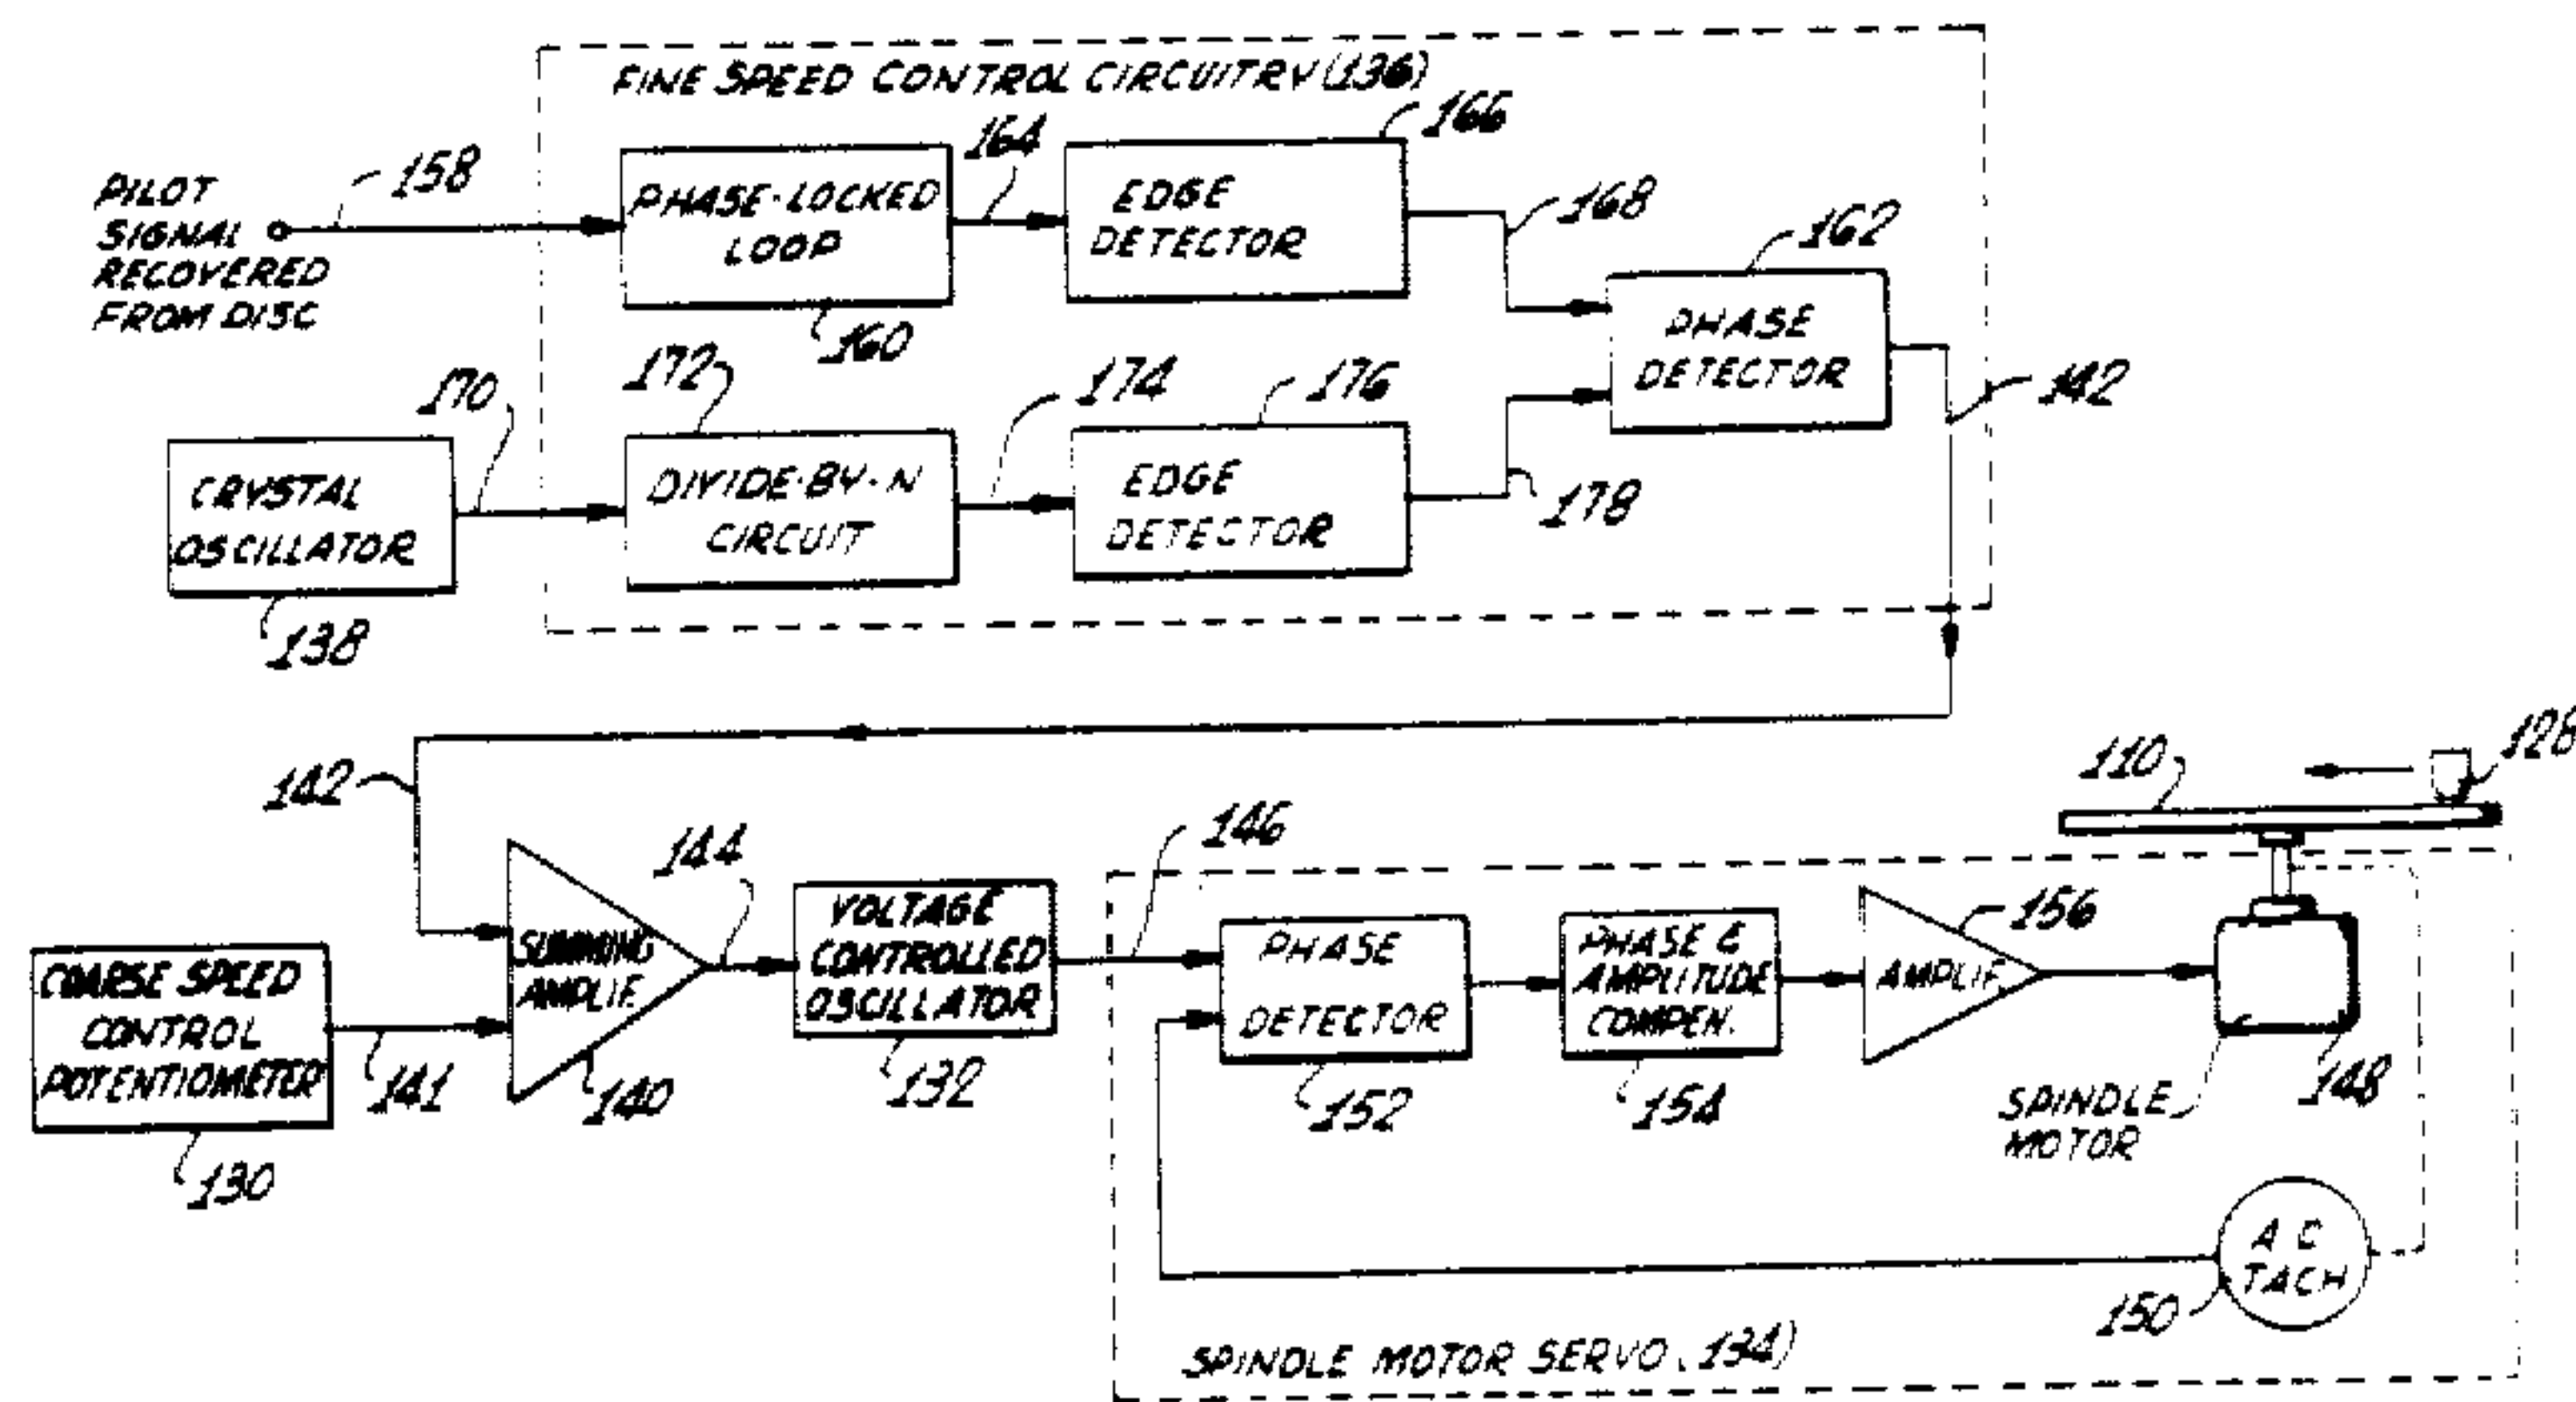 FINE SPEED CONTROL CIRCUITRY (136)
PILOT
SIGNAL
RECOVERED
FROM DISC
158
PHASE-LOCKED
LOOP
160
164
EDGE
DETECTOR
166
168
PHASE
DETECTOR
162
142
CRYSTAL
OSCILLATOR
138
170
DIVIDE-BY-N
CIRCUIT
172
174
EDGE
DETECTOR
176
178
142
COARSE SPEED
CONTROL
POTENTIOMETER
130
141
SUMMING
AMPLIF.
140
144
VOLTAGE
CONTROLLED
OSCILLATOR
132
146
PHASE
DETECTOR
152
PHASE &
AMPLITUDE
COMPEN.
154
AMPLIF.
156
110
128
SPINDLE
MOTOR
148
A C
TACH
150
SPINDLE MOTOR SERVO (134)